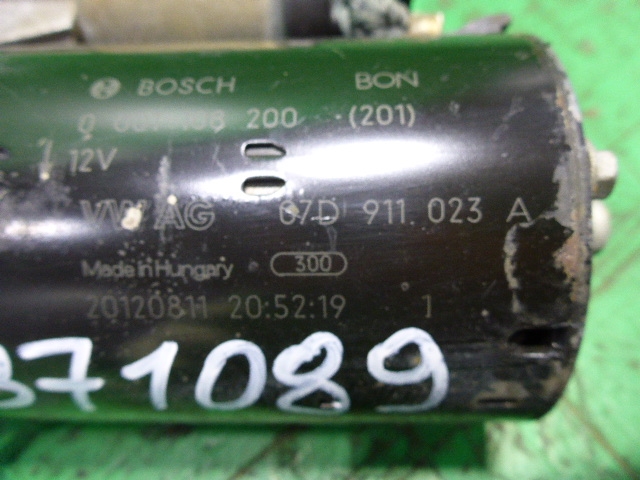 BOSCH BON
200 (201)
12V
VW AG 07D 911 023 A
Made in Hungary 300
20120811 20:52:19 1
371089